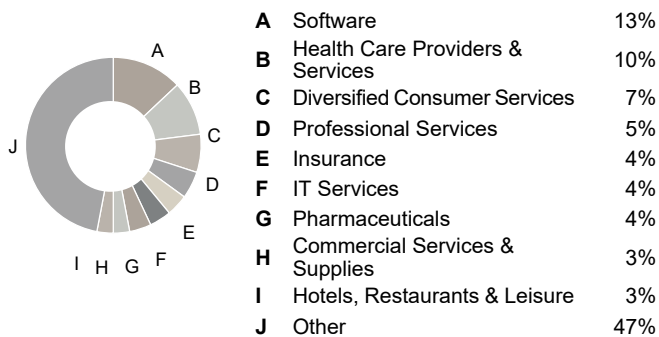 A
B
C
D
E
F
G
H
I
J
A Software 13%
B Health Care Providers &
Services 10%
C Diversified Consumer Services 7%
D Professional Services 5%
E Insurance 4%
F IT Services 4%
G Pharmaceuticals 4%
H Commercial Services &
Supplies 3%
I Hotels, Restaurants & Leisure 3%
J Other 47%